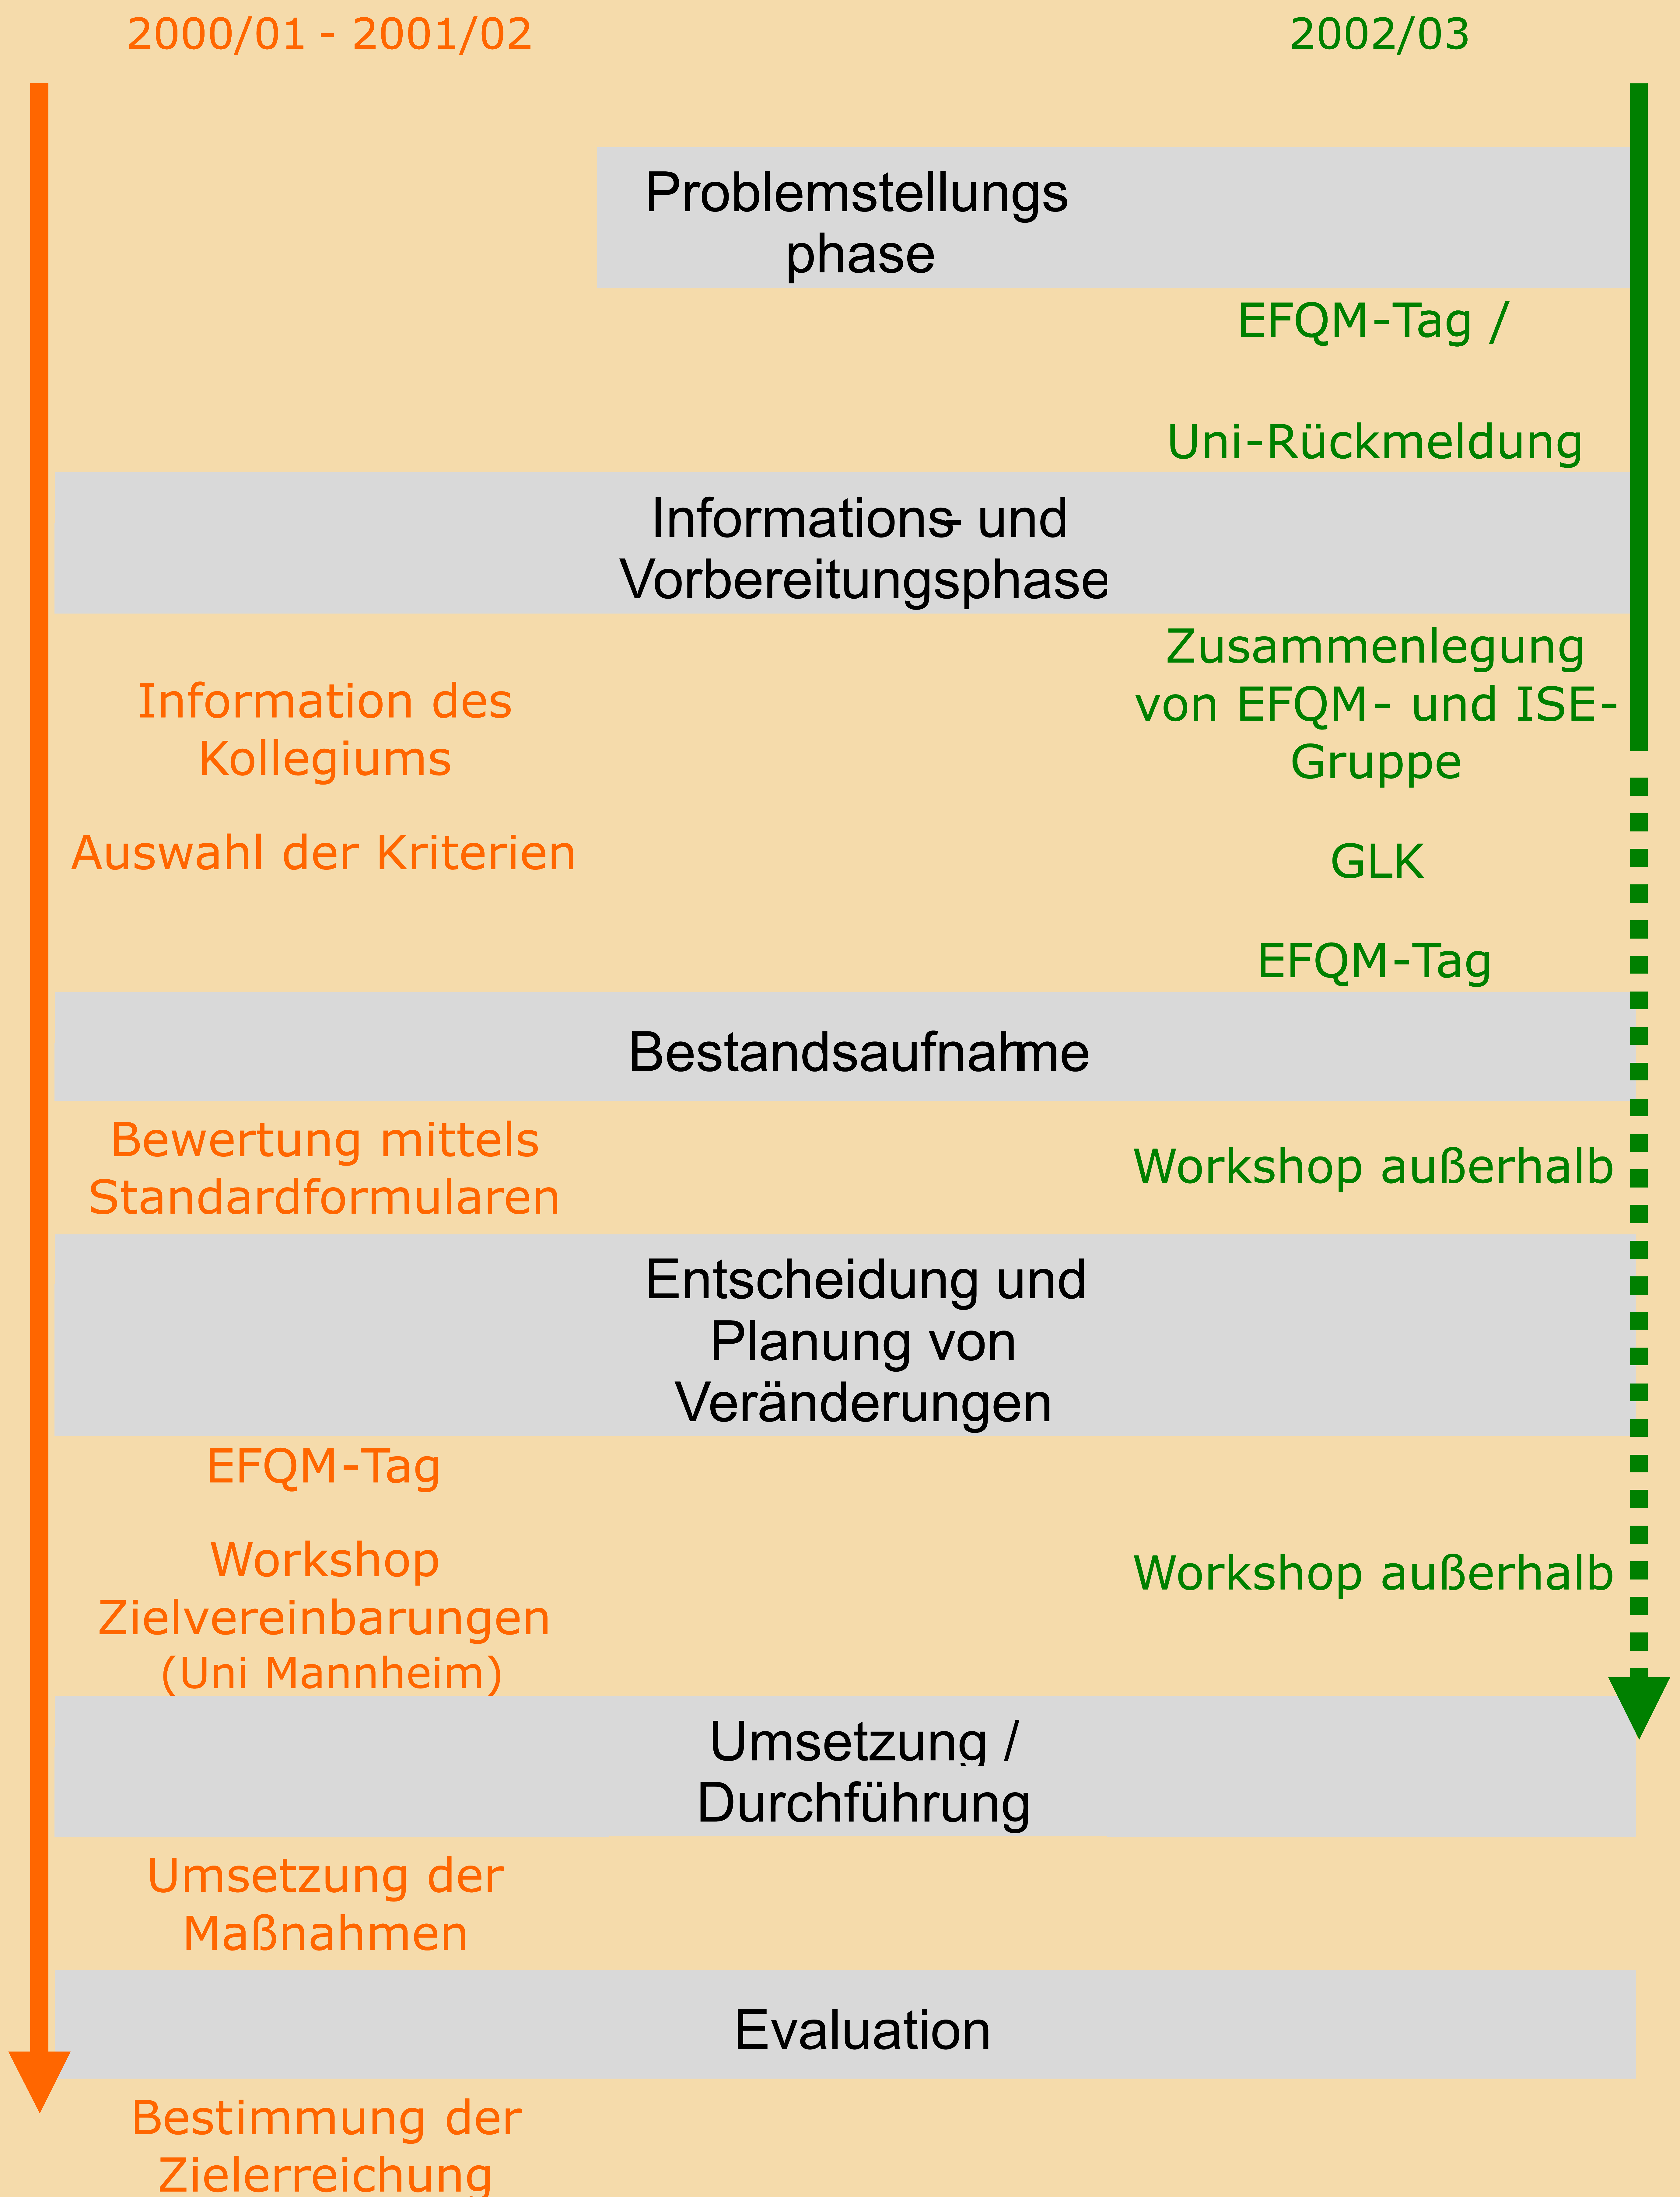 2000/01 - 2001/02
2002/03
Problemstellungs
phase
EFQM-Tag /
Uni-Rückmeldung
Informations- und
Vorbereitungsphase
Information des
Kollegiums
Auswahl der Kriterien
Zusammenlegung
von EFQM- und ISE-
Gruppe
GLK
EFQM-Tag
Bestandsaufnahme
Bewertung mittels
Standardformularen
Workshop außerhalb
Entscheidung und
Planung von
Veränderungen
EFQM-Tag
Workshop
Zielvereinbarungen
(Uni Mannheim)
Workshop außerhalb
Umsetzung /
Durchführung
Umsetzung der
Maßnahmen
Evaluation
Bestimmung der
Zielerreichung